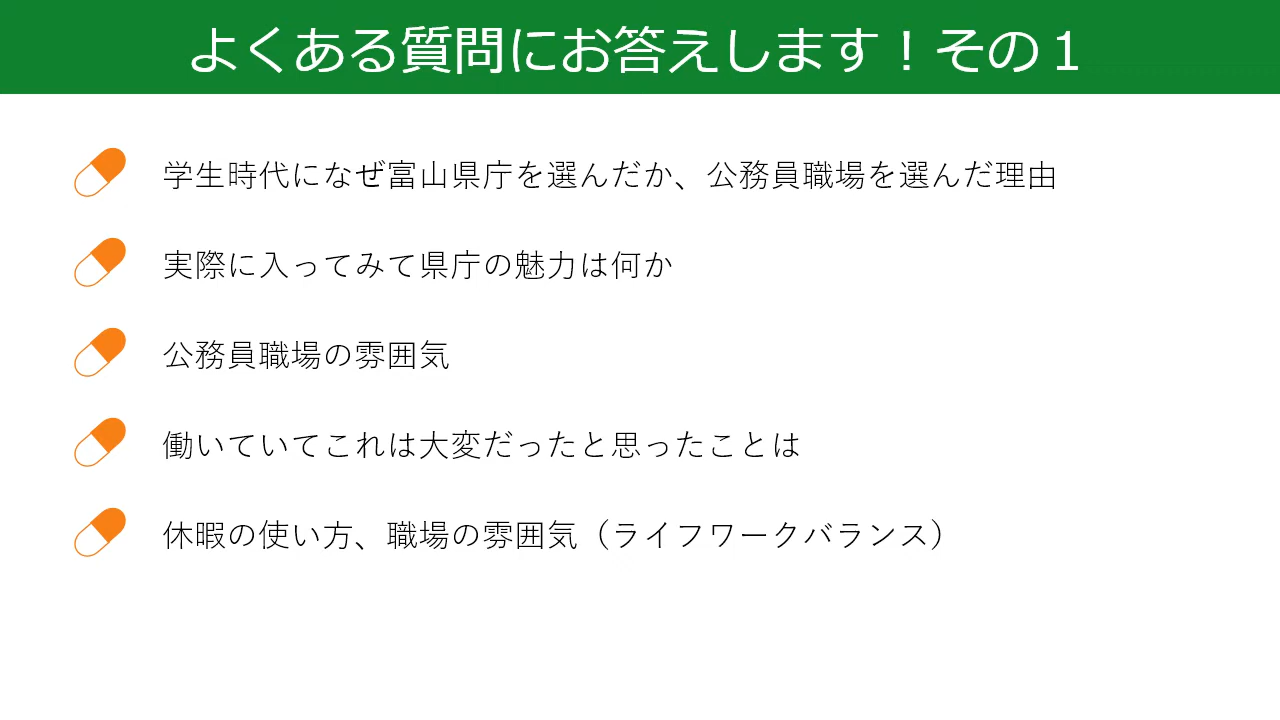 よくある質問にお答えします！その１
学生時代になぜ富山県庁を選んだか、公務員職場を選んだ理由
実際に入ってみて県庁の魅力は何か
公務員職場の雰囲気
働いていてこれは大変だったと思ったことは
休暇の使い方、職場の雰囲気（ライフワークバランス）